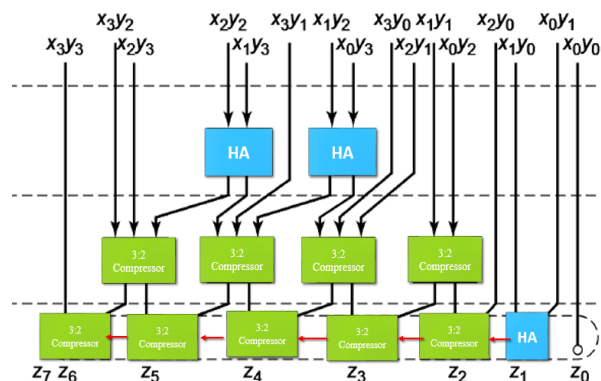 x₃y₂ x₂y₂ x₃y₁ x₁y₂ x₃y₀ x₁y₁ x₂y₀ x₀y₁
x₃y₃ x₂y₃ x₁y₃ x₀y₃ x₂y₁ x₀y₂ x₁y₀ x₀y₀
HA HA
3:2 3:2 3:2 3:2
Compressor Compressor Compressor Compressor
3:2 3:2 3:2 3:2 3:2 HA
Compressor Compressor Compressor Compressor Compressor
z₇ z₆ z₅ z₄ z₃ z₂ z₁ z₀